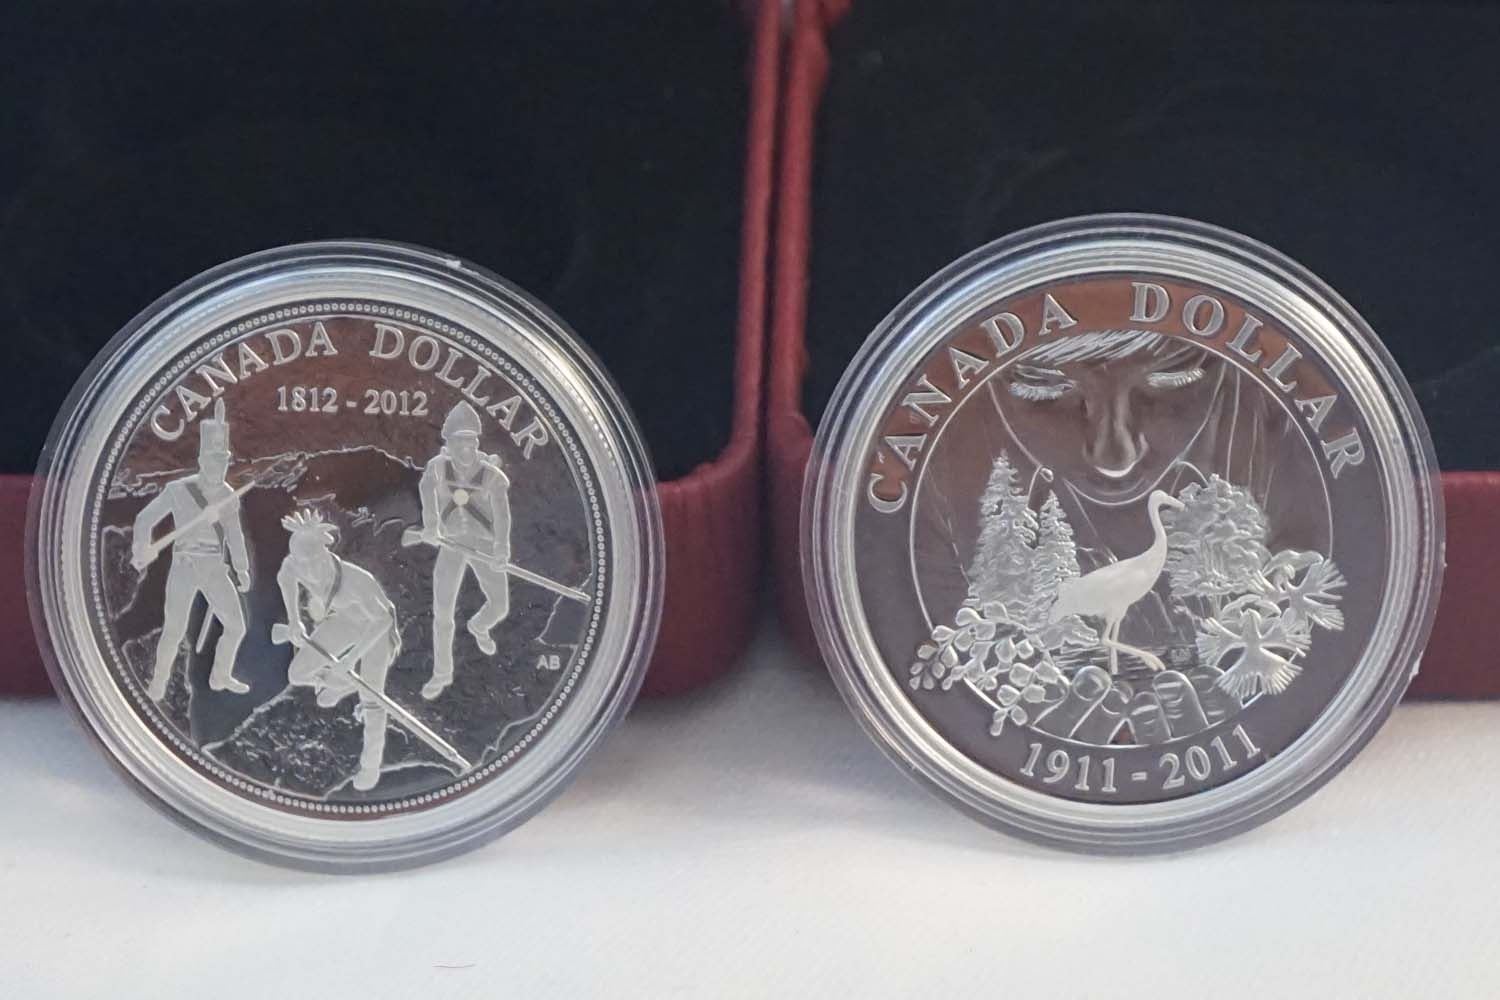 CANADA DOLLAR
1812 - 2012
AB
CANADA DOLLAR
1911 - 2011